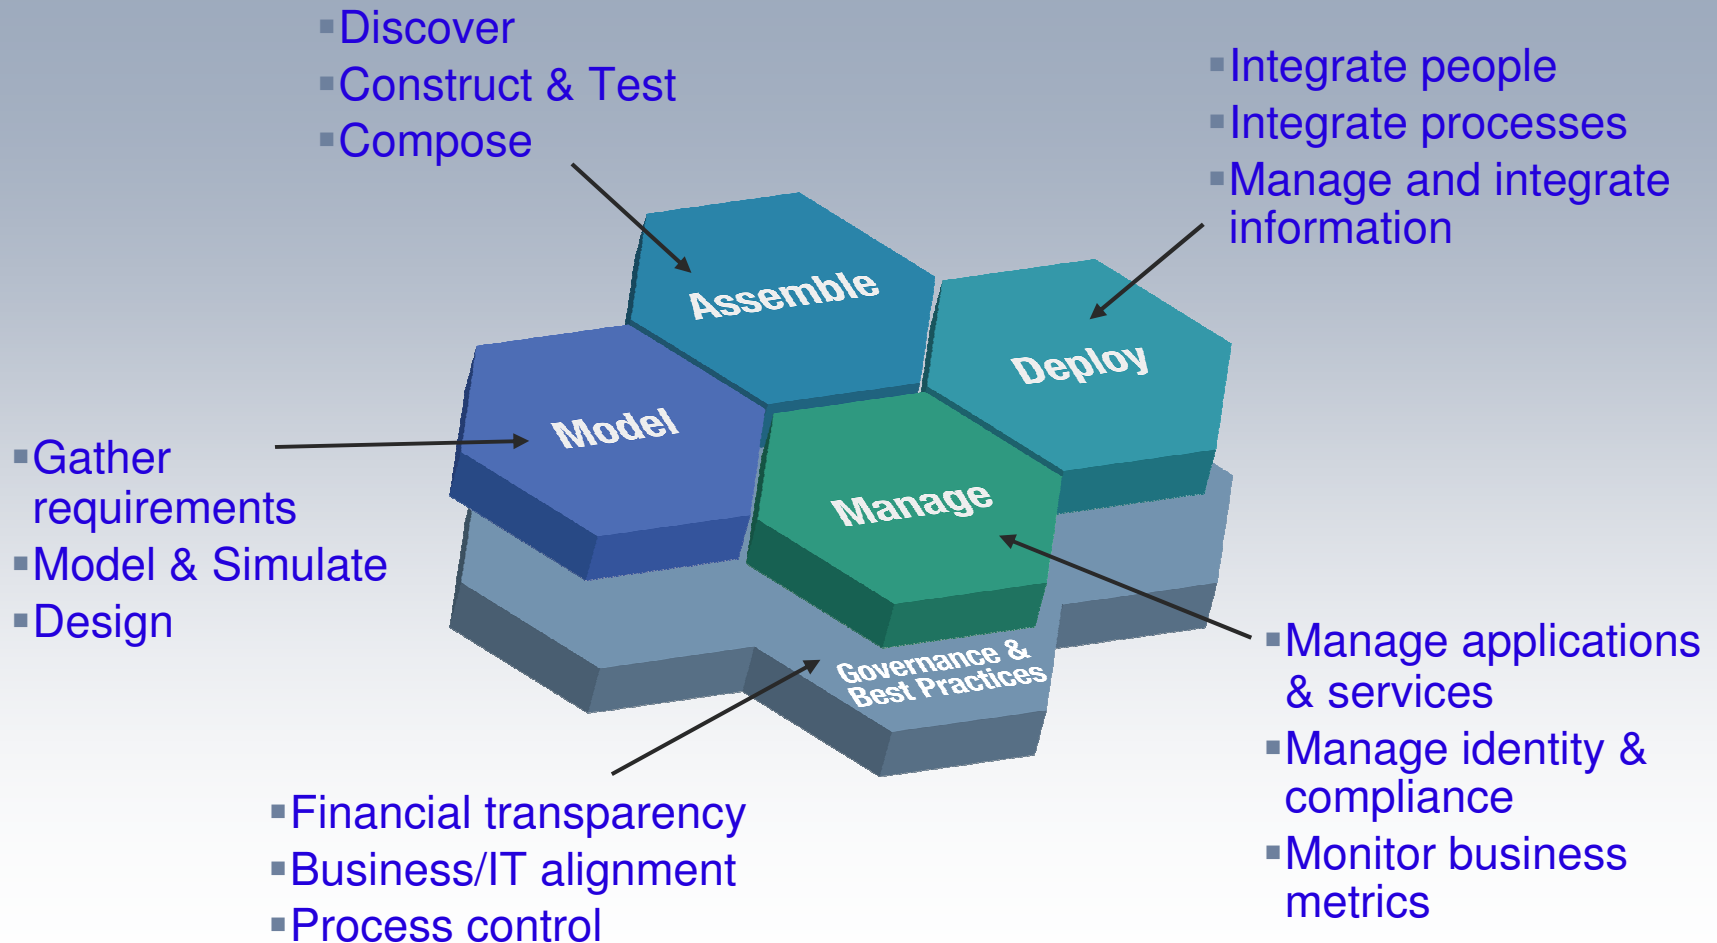 ▪Discover
▪Construct & Test
▪Compose
▪Integrate people
▪Integrate processes
▪Manage and integrate
information
Assemble
Deploy
Model
Manage
▪Gather
requirements
▪Model & Simulate
▪Design
Governance &
Best Practices
▪Manage applications
& services
▪Manage identity &
compliance
▪Monitor business
metrics
▪Financial transparency
▪Business/IT alignment
▪Process control